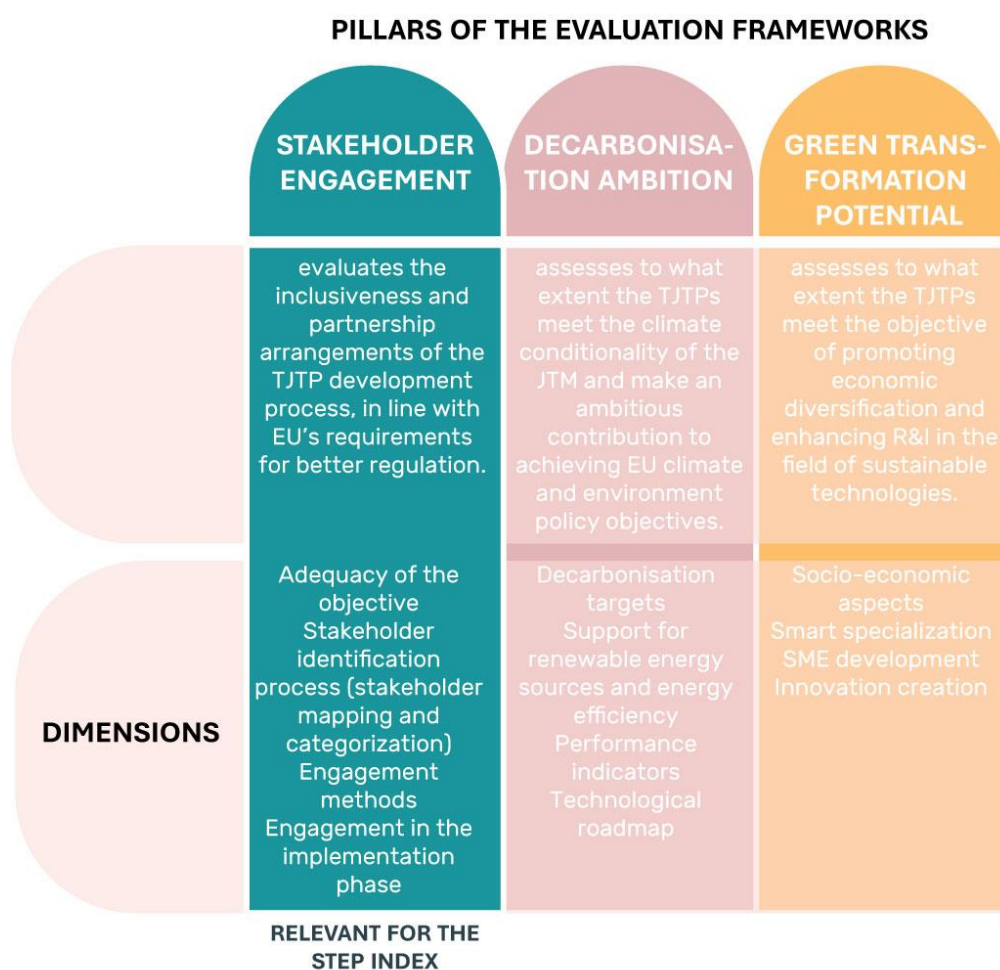 PILLARS OF THE EVALUATION FRAMEWORKS
STAKEHOLDER
ENGAGEMENT
DECARBONISA-
TION AMBITION
GREEN TRANS-
FORMATION
POTENTIAL
evaluates the
inclusiveness and
partnership
arrangements of the
TJTP development
process, in line with
EU's requirements
for better regulation.
assesses to what
extent the TJTPs
meet the climate
conditionality of the
JTM and make an
ambitious
contribution to
achieving EU climate
and environment
policy objectives.
assesses to what
extent the TJTPs
meet the objective
of promoting
economic
diversification and
enhancing R&I in the
field of sustainable
technologies.
DIMENSIONS
Adequacy of the
objective
Stakeholder
identification
process (stakeholder
mapping and
categorization)
Engagement
methods
Engagement in the
implementation
phase
Decarbonisation
targets
Support for
renewable energy
sources and energy
efficiency
Performance
indicators
Technological
roadmap
Socio-economic
aspects
Smart specialization
SME development
Innovation creation
RELEVANT FOR THE
STEP INDEX